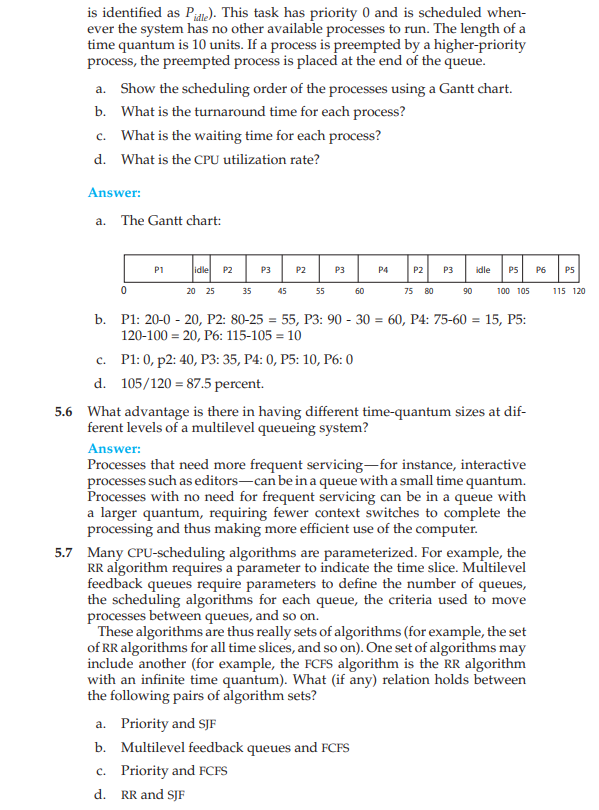 is identified as Pidle). This task has priority 0 and is scheduled when-
ever the system has no other available processes to run. The length of a
time quantum is 10 units. If a process is preempted by a higher-priority
process, the preempted process is placed at the end of the queue.
a. Show the scheduling order of the processes using a Gantt chart.
b. What is the turnaround time for each process?
c. What is the waiting time for each process?
d. What is the CPU utilization rate?
Answer:
a. The Gantt chart:
P1 idle P2 P3 P2 P3 P4 P2 P3 idle P5 P6 P5
0 20 25 35 45 55 60 75 80 90 100 105 115 120
b. P1: 20-0 - 20, P2: 80-25 = 55, P3: 90 - 30 = 60, P4: 75-60 = 15, P5:
120-100 = 20, P6: 115-105 = 10
c. P1: 0, p2: 40, P3: 35, P4: 0, P5: 10, P6: 0
d. 105/120 = 87.5 percent.
5.6 What advantage is there in having different time-quantum sizes at dif-
ferent levels of a multilevel queueing system?
Answer:
Processes that need more frequent servicing—for instance, interactive
processes such as editors—can be in a queue with a small time quantum.
Processes with no need for frequent servicing can be in a queue with
a larger quantum, requiring fewer context switches to complete the
processing and thus making more efficient use of the computer.
5.7 Many CPU-scheduling algorithms are parameterized. For example, the
RR algorithm requires a parameter to indicate the time slice. Multilevel
feedback queues require parameters to define the number of queues,
the scheduling algorithms for each queue, the criteria used to move
processes between queues, and so on.
These algorithms are thus really sets of algorithms (for example, the set
of RR algorithms for all time slices, and so on). One set of algorithms may
include another (for example, the FCFS algorithm is the RR algorithm
with an infinite time quantum). What (if any) relation holds between
the following pairs of algorithm sets?
a. Priority and SJF
b. Multilevel feedback queues and FCFS
c. Priority and FCFS
d. RR and SJF